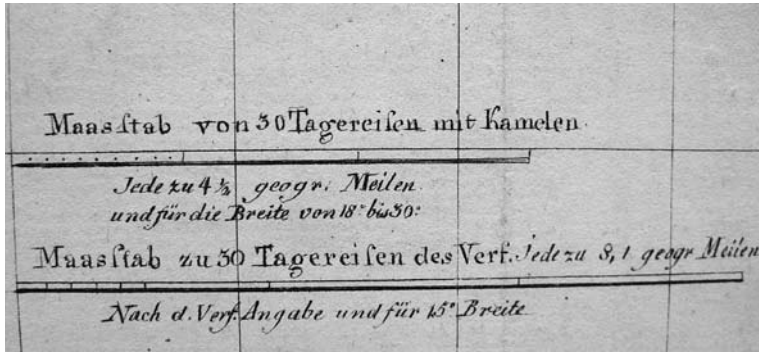 Maasſtab von 30 Tagereiſen mit Kamelen.
Jede zu 4 ½ geogr. Meilen
und für die Breite von 18° bis 30°
Maasſtab zu 30 Tagereiſen des Verf. Jede zu 8,1 geogr Meilen
Nach d. Verf. Angabe und für 15° Breite